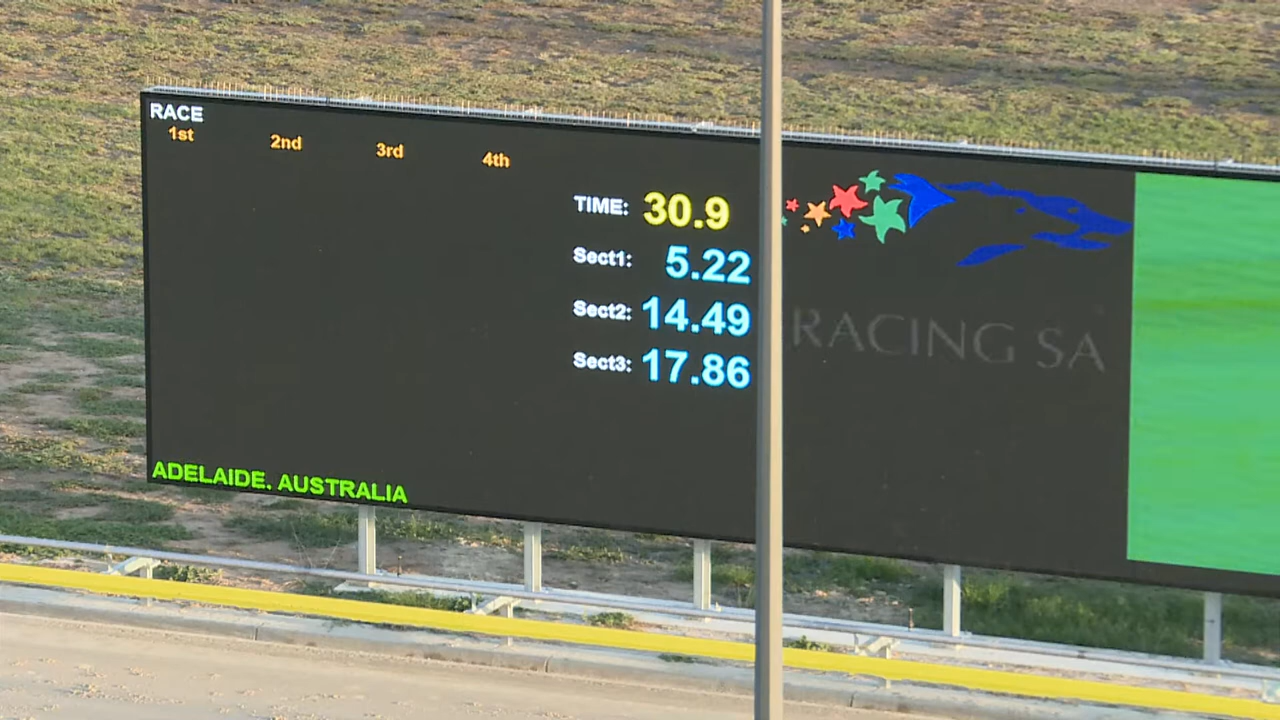 RACE
1st 2nd 3rd 4th
TIME: 30.9
Sect1: 5.22
Sect2: 14.49
Sect3: 17.86
RACING SA
ADELAIDE, AUSTRALIA